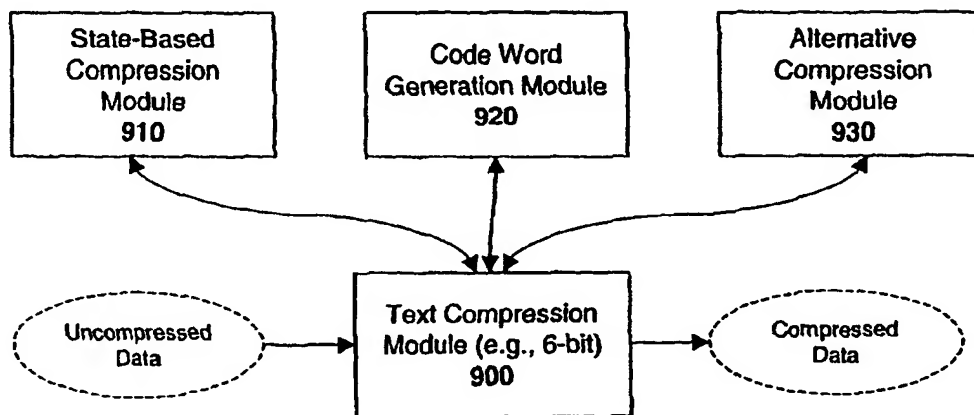 State-Based
Compression
Module
910
Code Word
Generation Module
920
Alternative
Compression
Module
930
Uncompressed
Data
Text Compression
Module (e.g., 6-bit)
900
Compressed
Data